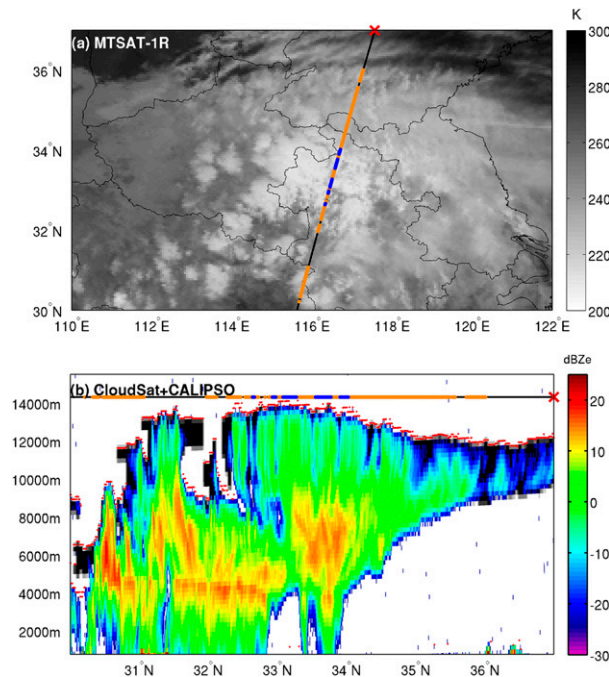 K
(a) MTSAT-1R
300
36°N
280
34°N
260
240
32°N
220
30°N
200
110°E 112°E 114°E 116°E 118°E 120°E 122°E
dBZe
(b) CloudSat+CALIPSO
14000m
20
12000m
10
10000m
0
8000m
6000m
-10
4000m
-20
2000m
-30
31°N 32°N 33°N 34°N 35°N 36°N